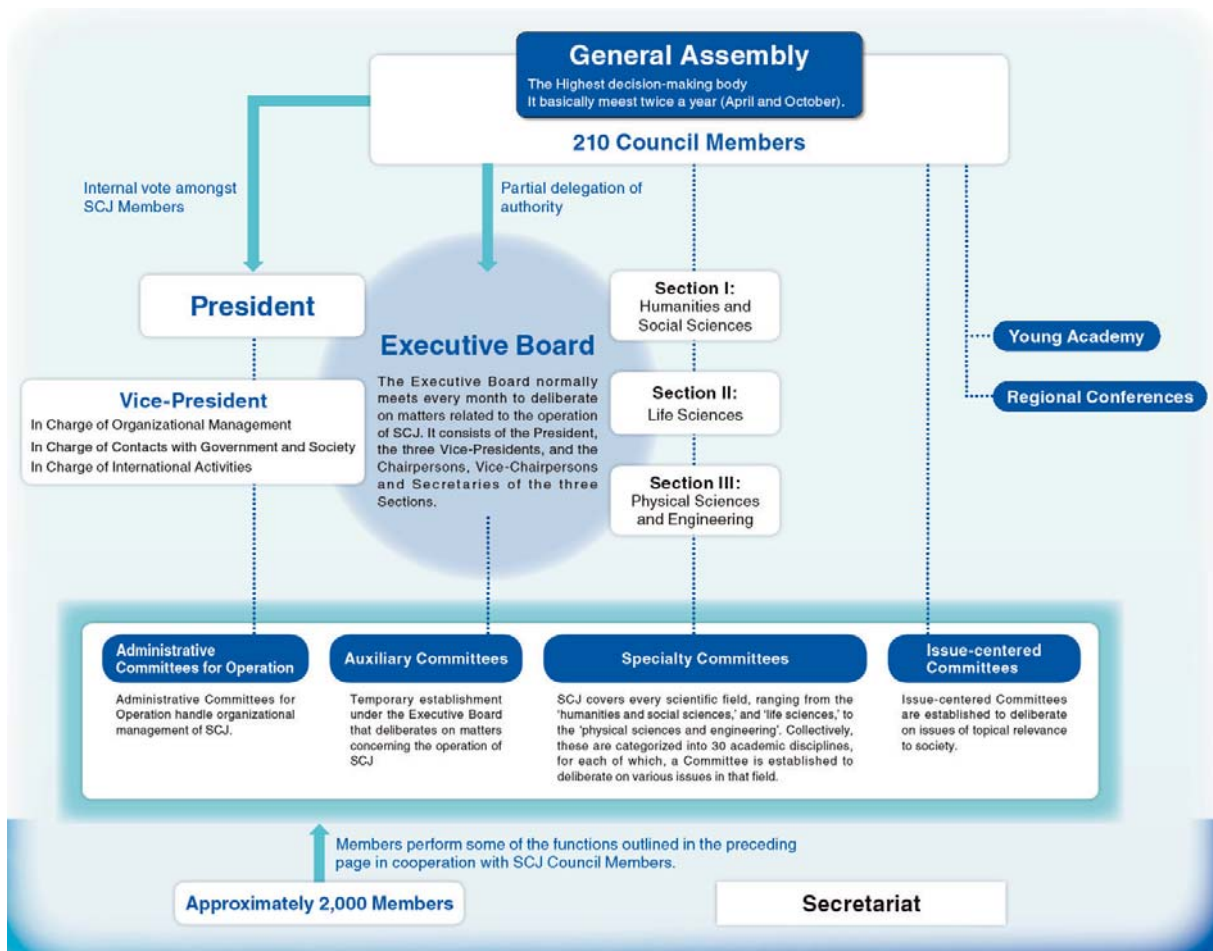 General Assembly
The Highest decision-making body
It basically meest twice a year (April and October).
210 Council Members
Internal vote amongst
SCJ Members
Partial delegation of
authority
President
Vice-President
In Charge of Organizational Management
In Charge of Contacts with Government and Society
In Charge of International Activities
Executive Board
The Executive Board normally
meets every month to deliberate
on matters related to the operation
of SCJ. It consists of the President,
the three Vice-Presidents, and the
Chairpersons, Vice-Chairpersons
and Secretaries of the three
Sections.
Section I:
Humanities and
Social Sciences
Section II:
Life Sciences
Section III:
Physical Sciences
and Engineering
Young Academy
Regional Conferences
Administrative
Committees for Operation
Administrative Committees for
Operation handle organizational
management of SCJ.
Auxiliary Committees
Temporary establishment
under the Executive Board
that deliberates on matters
concerning the operation of
SCJ
Specialty Committees
SCJ covers every scientific field, ranging from the
‘humanities and social sciences,’ and ‘life sciences,’ to
the ‘physical sciences and engineering’. Collectively,
these are categorized into 30 academic disciplines,
for each of which, a Committee is established to
deliberate on various issues in that field.
Issue-centered
Committees
Issue-centered Committees
are established to deliberate
on issues of topical relevance
to society.
Members perform some of the functions outlined in the preceding
page in cooperation with SCJ Council Members.
Approximately 2,000 Members
Secretariat